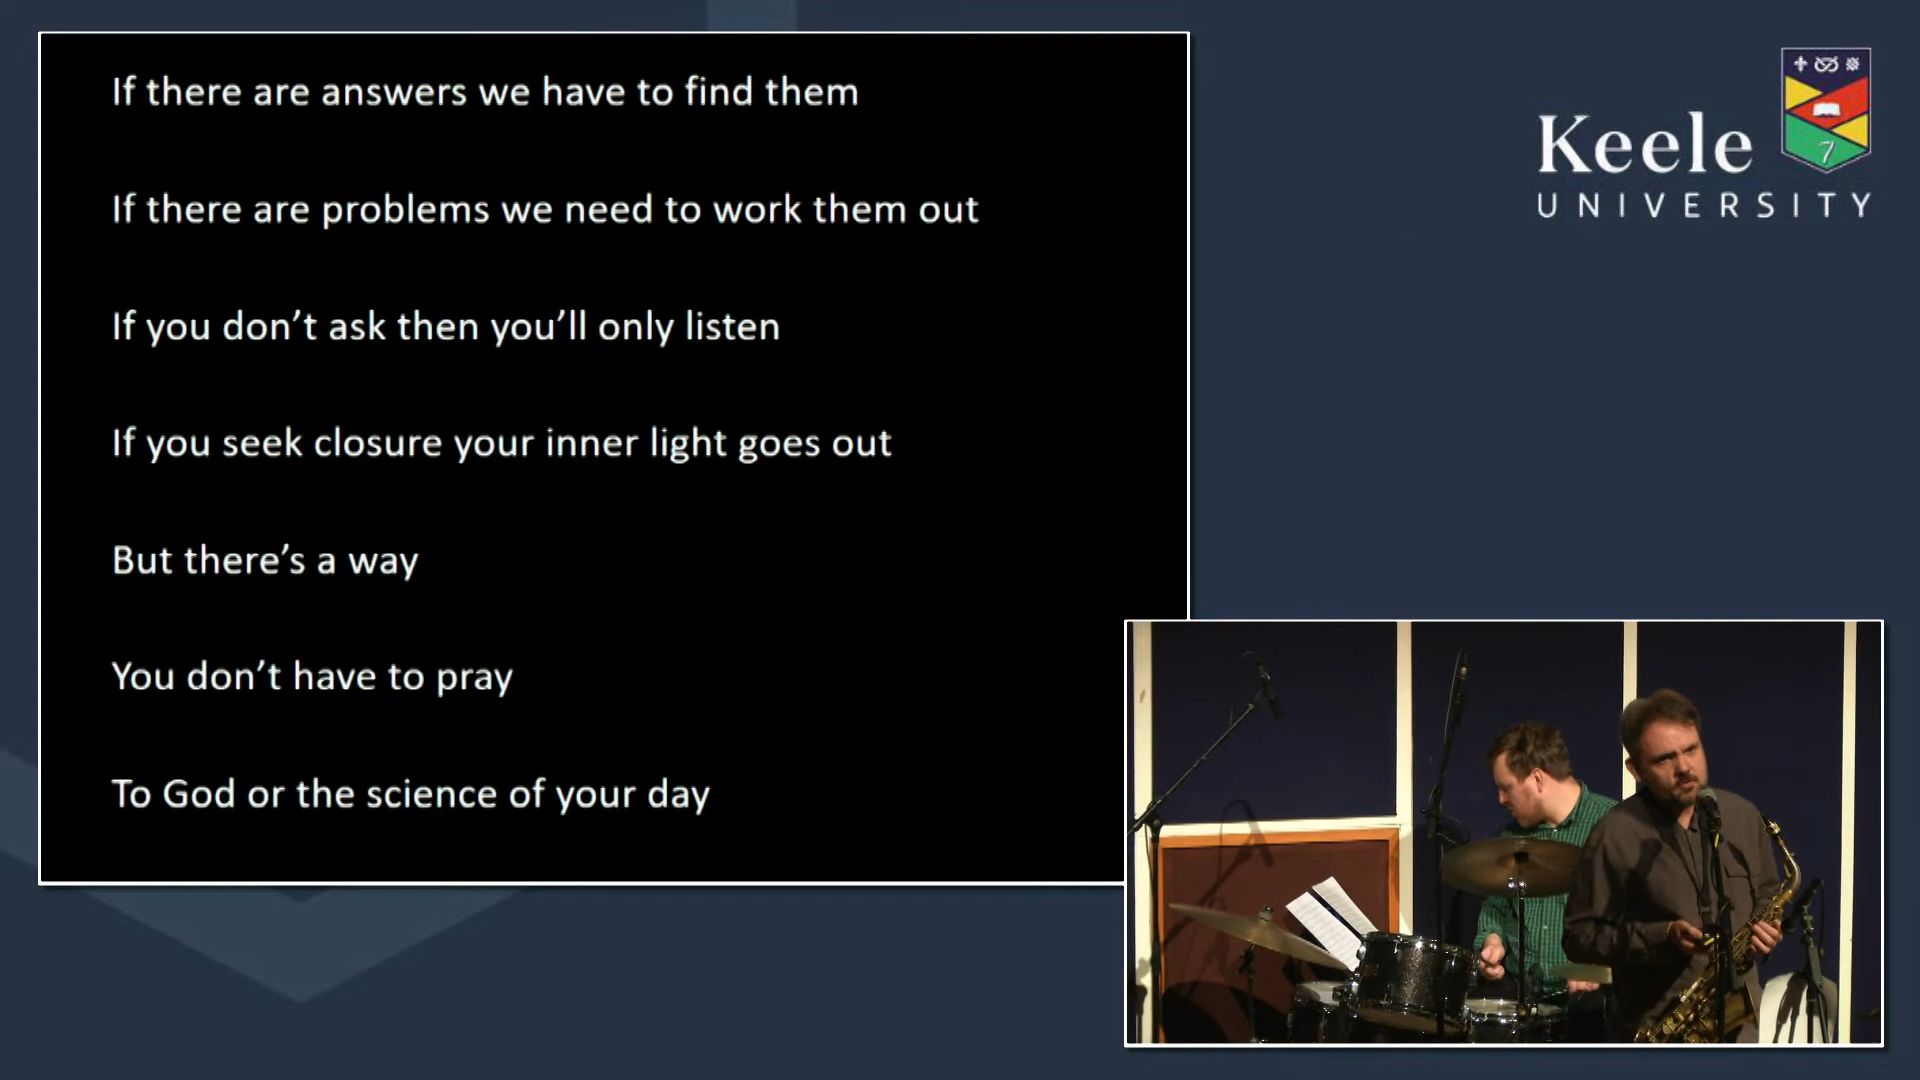 If there are answers we have to find them
If there are problems we need to work them out
If you don’t ask then you’ll only listen
If you seek closure your inner light goes out
But there’s a way
You don’t have to pray
To God or the science of your day
Keele
UNIVERSITY